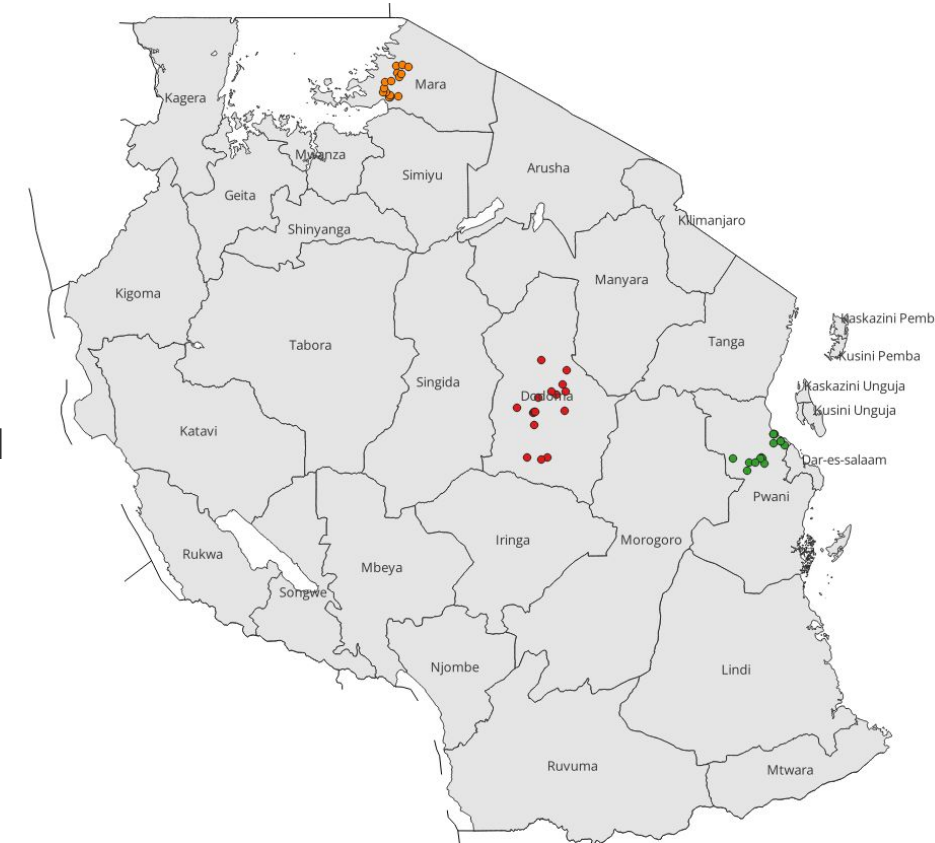 Mara
Kagera
Mwanza
Arusha
Simiyu
Geita
Kilimanjaro
Shinyanga
Manyara
Kigoma
Kaskazini Pemb
Tanga
Tabora
Kusini Pemba
Singida
Kaskazini Unguja
Dodoma
Kusini Unguja
Katavi
Dar-es-salaam
Pwani
Iringa
Morogoro
Rukwa
Mbeya
Songwe
Njombe
Lindi
Ruvuma
Mtwara